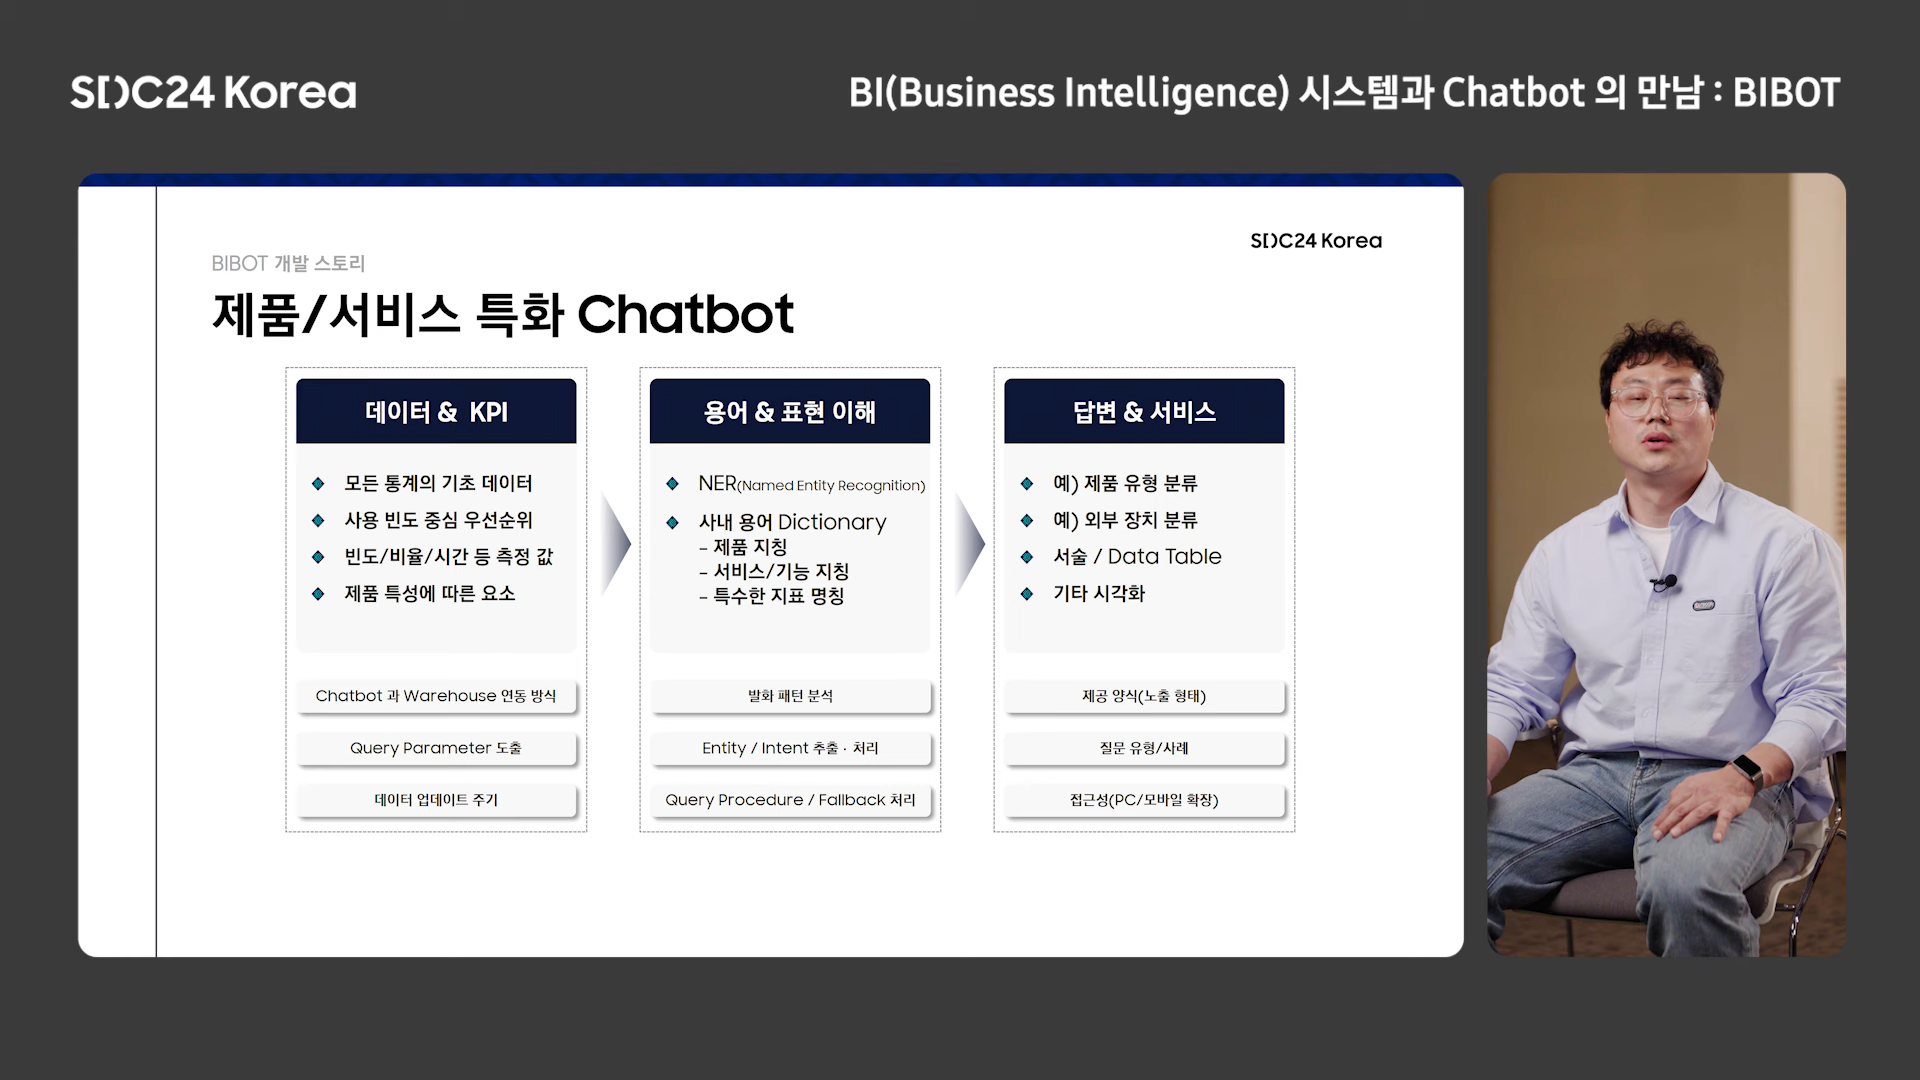 SDC24 Korea
BI(Business Intelligence) 시스템과 Chatbot 의 만남 : BIBOT
SDC24 Korea
BIBOT 개발 스토리
제품/서비스 특화 Chatbot
데이터 & KPI
모든 통계의 기초 데이터
사용 빈도 중심 우선순위
빈도/비율/시간 등 측정 값
제품 특성에 따른 요소
Chatbot 과 Warehouse 연동 방식
Query Parameter 도출
데이터 업데이트 주기
용어 & 표현 이해
NER(Named Entity Recognition)
사내 용어 Dictionary
- 제품 지칭
- 서비스/기능 지칭
- 특수한 지표 명칭
발화 패턴 분석
Entity / Intent 추출 · 처리
Query Procedure / Fallback 처리
답변 & 서비스
예) 제품 유형 분류
예) 외부 장치 분류
서술 / Data Table
기타 시각화
제공 양식(노출 형태)
질문 유형/사례
접근성(PC/모바일 확장)